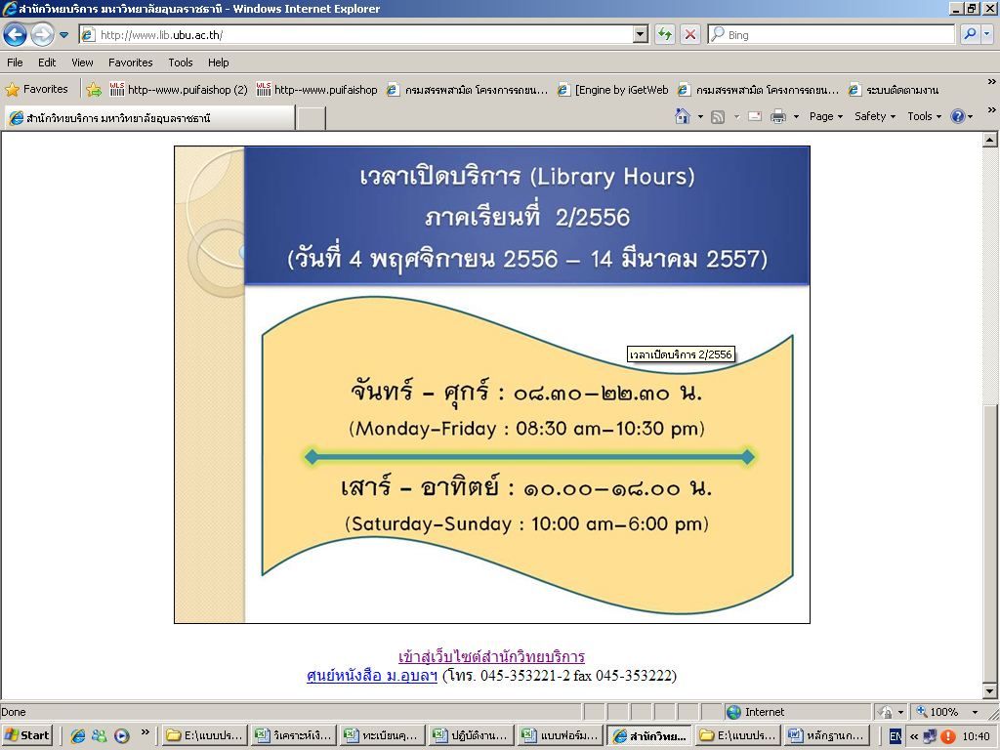 สำนักวิทยบริการ มหาวิทยาลัยอุบลราชธานี - Windows Internet Explorer
http://www.lib.ubu.ac.th/
Bing
File Edit View Favorites Tools Help
Favorites http--www.puifaishop (2) http--www.puifaishop กรมสรรพสามิต โครงการรถยน... [Engine by iGetWeb กรมสรรพสามิต โครงการรถยน... ระบบติดตามงาน
สำนักวิทยบริการ มหาวิทยาลัยอุบลราชธานี Page Safety Tools
เวลาเปิดบริการ (Library Hours)
ภาคเรียนที่ 2/2556
(วันที่ 4 พฤศจิกายน 2556 – 14 มีนาคม 2557)
เวลาเปิดบริการ 2/2556
จันทร์ - ศุกร์ : ๐๘.๓๐–๒๒.๓๐ น.
(Monday-Friday : 08:30 am–10:30 pm)
เสาร์ - อาทิตย์ : ๑๐.๐๐–๑๘.๐๐ น.
(Saturday-Sunday : 10:00 am–6:00 pm)
เข้าสู่เว็บไซต์สำนักวิทยบริการ
ศูนย์หนังสือ ม.อุบลฯ (โทร. 045-353221-2 fax 045-353222)
Done Internet 100%
Start E:\แบบปร... วิเคราะห์เงิ... ทะเบียนคุ... ปฏิบัติงาน... แบบฟอร์ม... สำนักวิทย... E:\แบบปร... หลักฐานก... EN 10:40